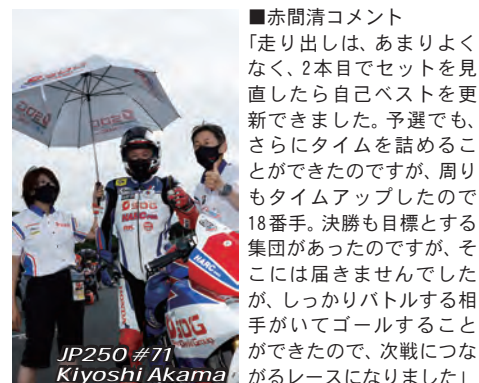 ■赤間清コメント
「走り出しは、あまりよく
なく、2本目でセットを見
直したら自己ベストを更
新できました。予選でも、
さらにタイムを詰めるこ
とができたのですが、周り
もタイムアップしたので
18番手。決勝も目標とする
集団があったのですが、そ
こには届きませんでした
が、しっかりバトルする相
手がいてゴールすること
ができたので、次戦につな
がるレースになりました」
JP250 #71
Kiyoshi Akama